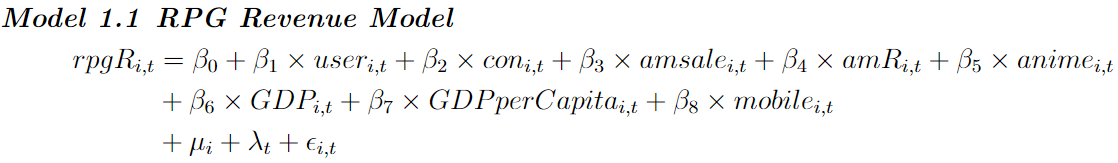 Model 1.1 RPG Revenue Model
rpgR_{i,t} = β_0 + β_1 × user_{i,t} + β_2 × con_{i,t} + β_3 × amsale_{i,t} + β_4 × amR_{i,t} + β_5 × anime_{i,t}
+ β_6 × GDP_{i,t} + β_7 × GDPperCapita_{i,t} + β_8 × mobile_{i,t}
+ μ_i + λ_t + ϵ_{i,t}